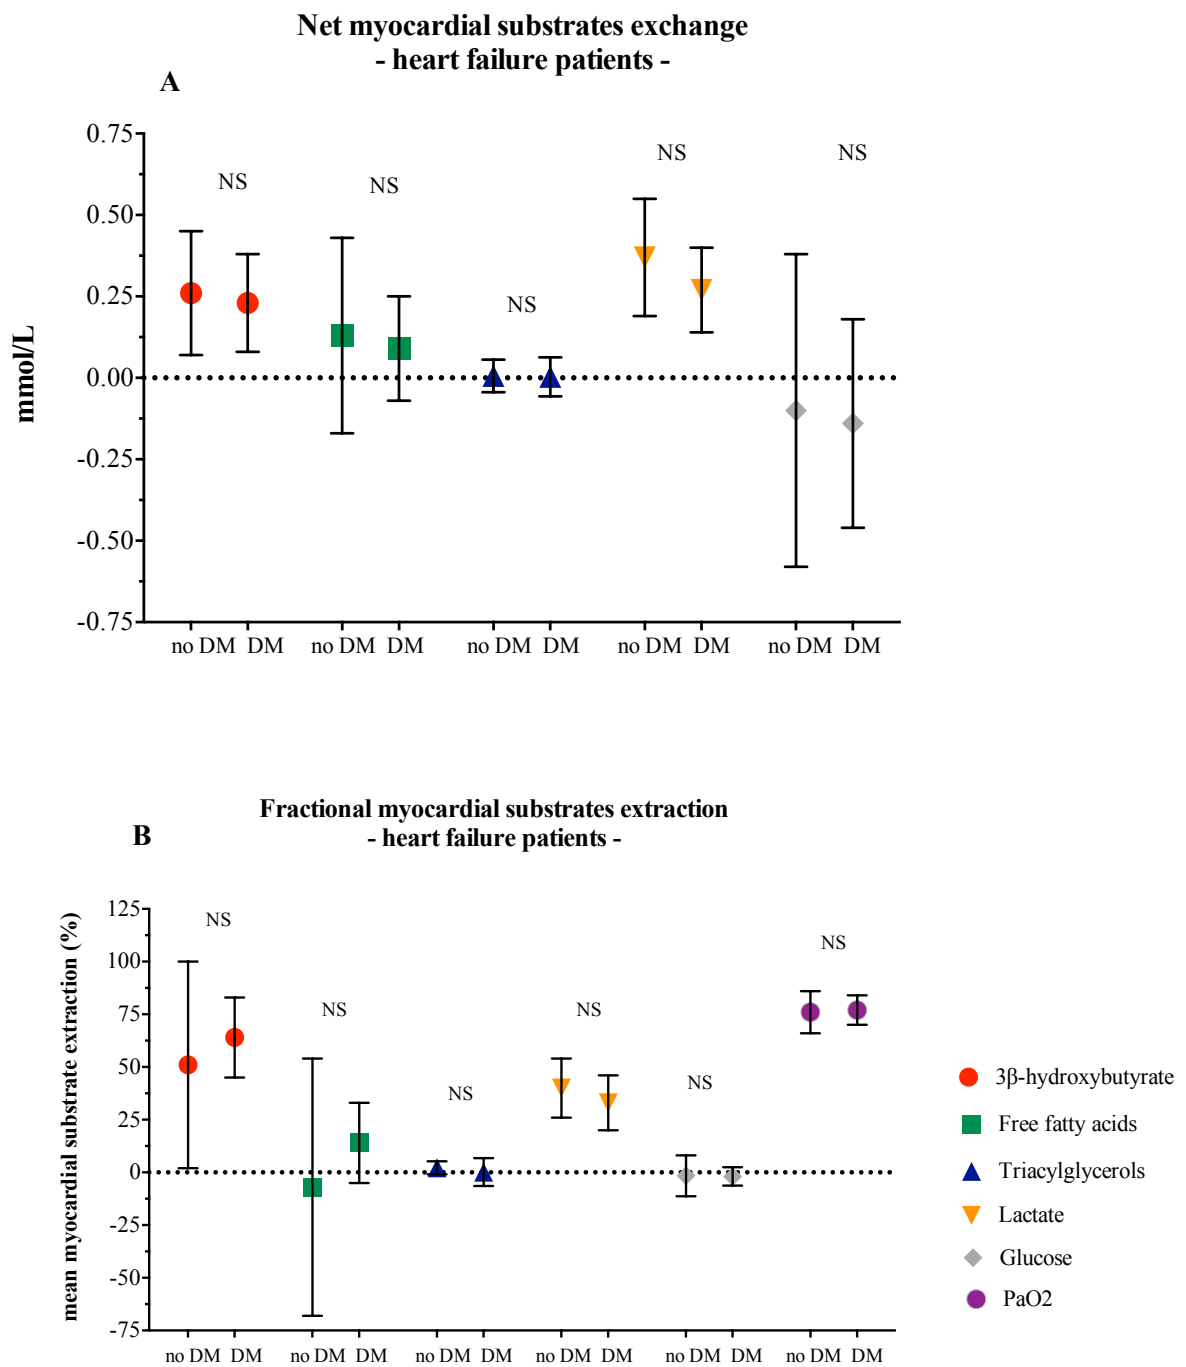 Net myocardial substrates exchange
- heart failure patients -
A
mmol/L
0.75
0.50
0.25
0.00
-0.25
-0.50
-0.75
NS
NS
NS
NS
NS
no DM DM no DM DM no DM DM no DM DM no DM DM
Fractional myocardial substrates extraction
- heart failure patients -
B
mean myocardial substrate extraction (%)
125
100
75
50
25
0
-25
-50
-75
NS
NS
NS
NS
NS
NS
no DM DM no DM DM no DM DM no DM DM no DM DM no DM DM
3β-hydroxybutyrate
Free fatty acids
Triacylglycerols
Lactate
Glucose
PaO2